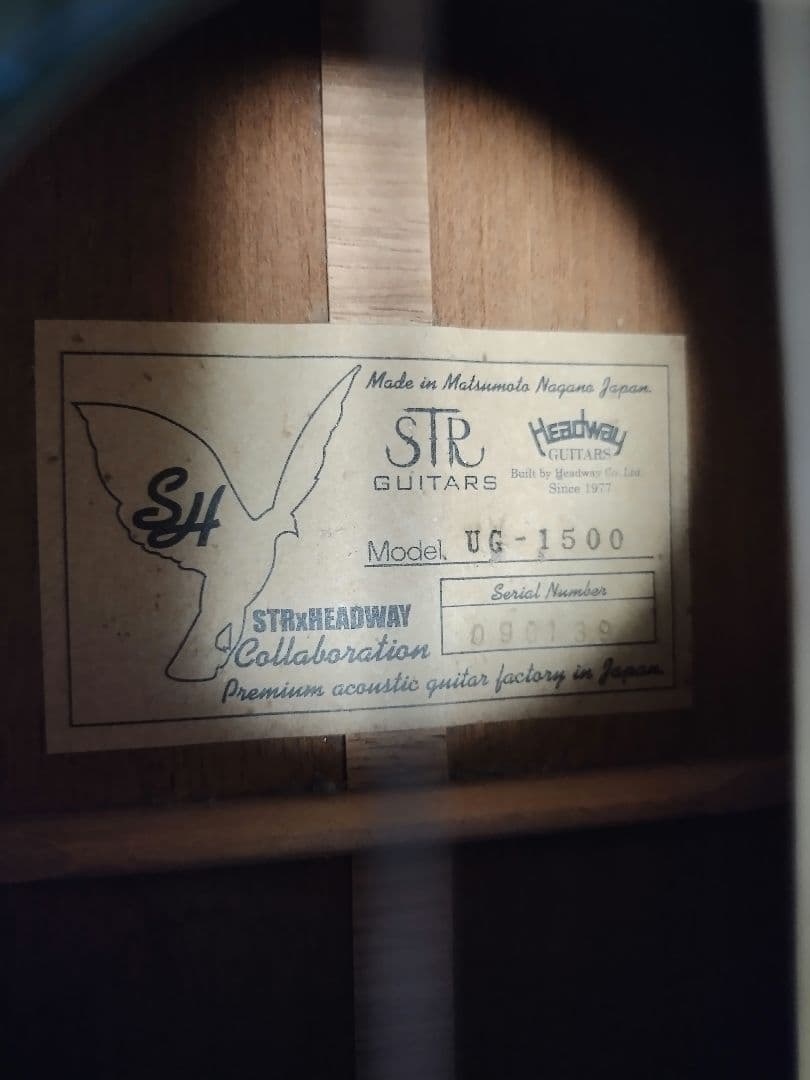 Made in Matsumoto Nagano Japan.
STR
GUITARS
Headway
GUITARS
Built by Headway Co. Ltd
Since 1977
SH
Model. UG-1500
Serial Number
090139
STRxHEADWAY
Collaboration
Premium acoustic guitar factory in Japan.